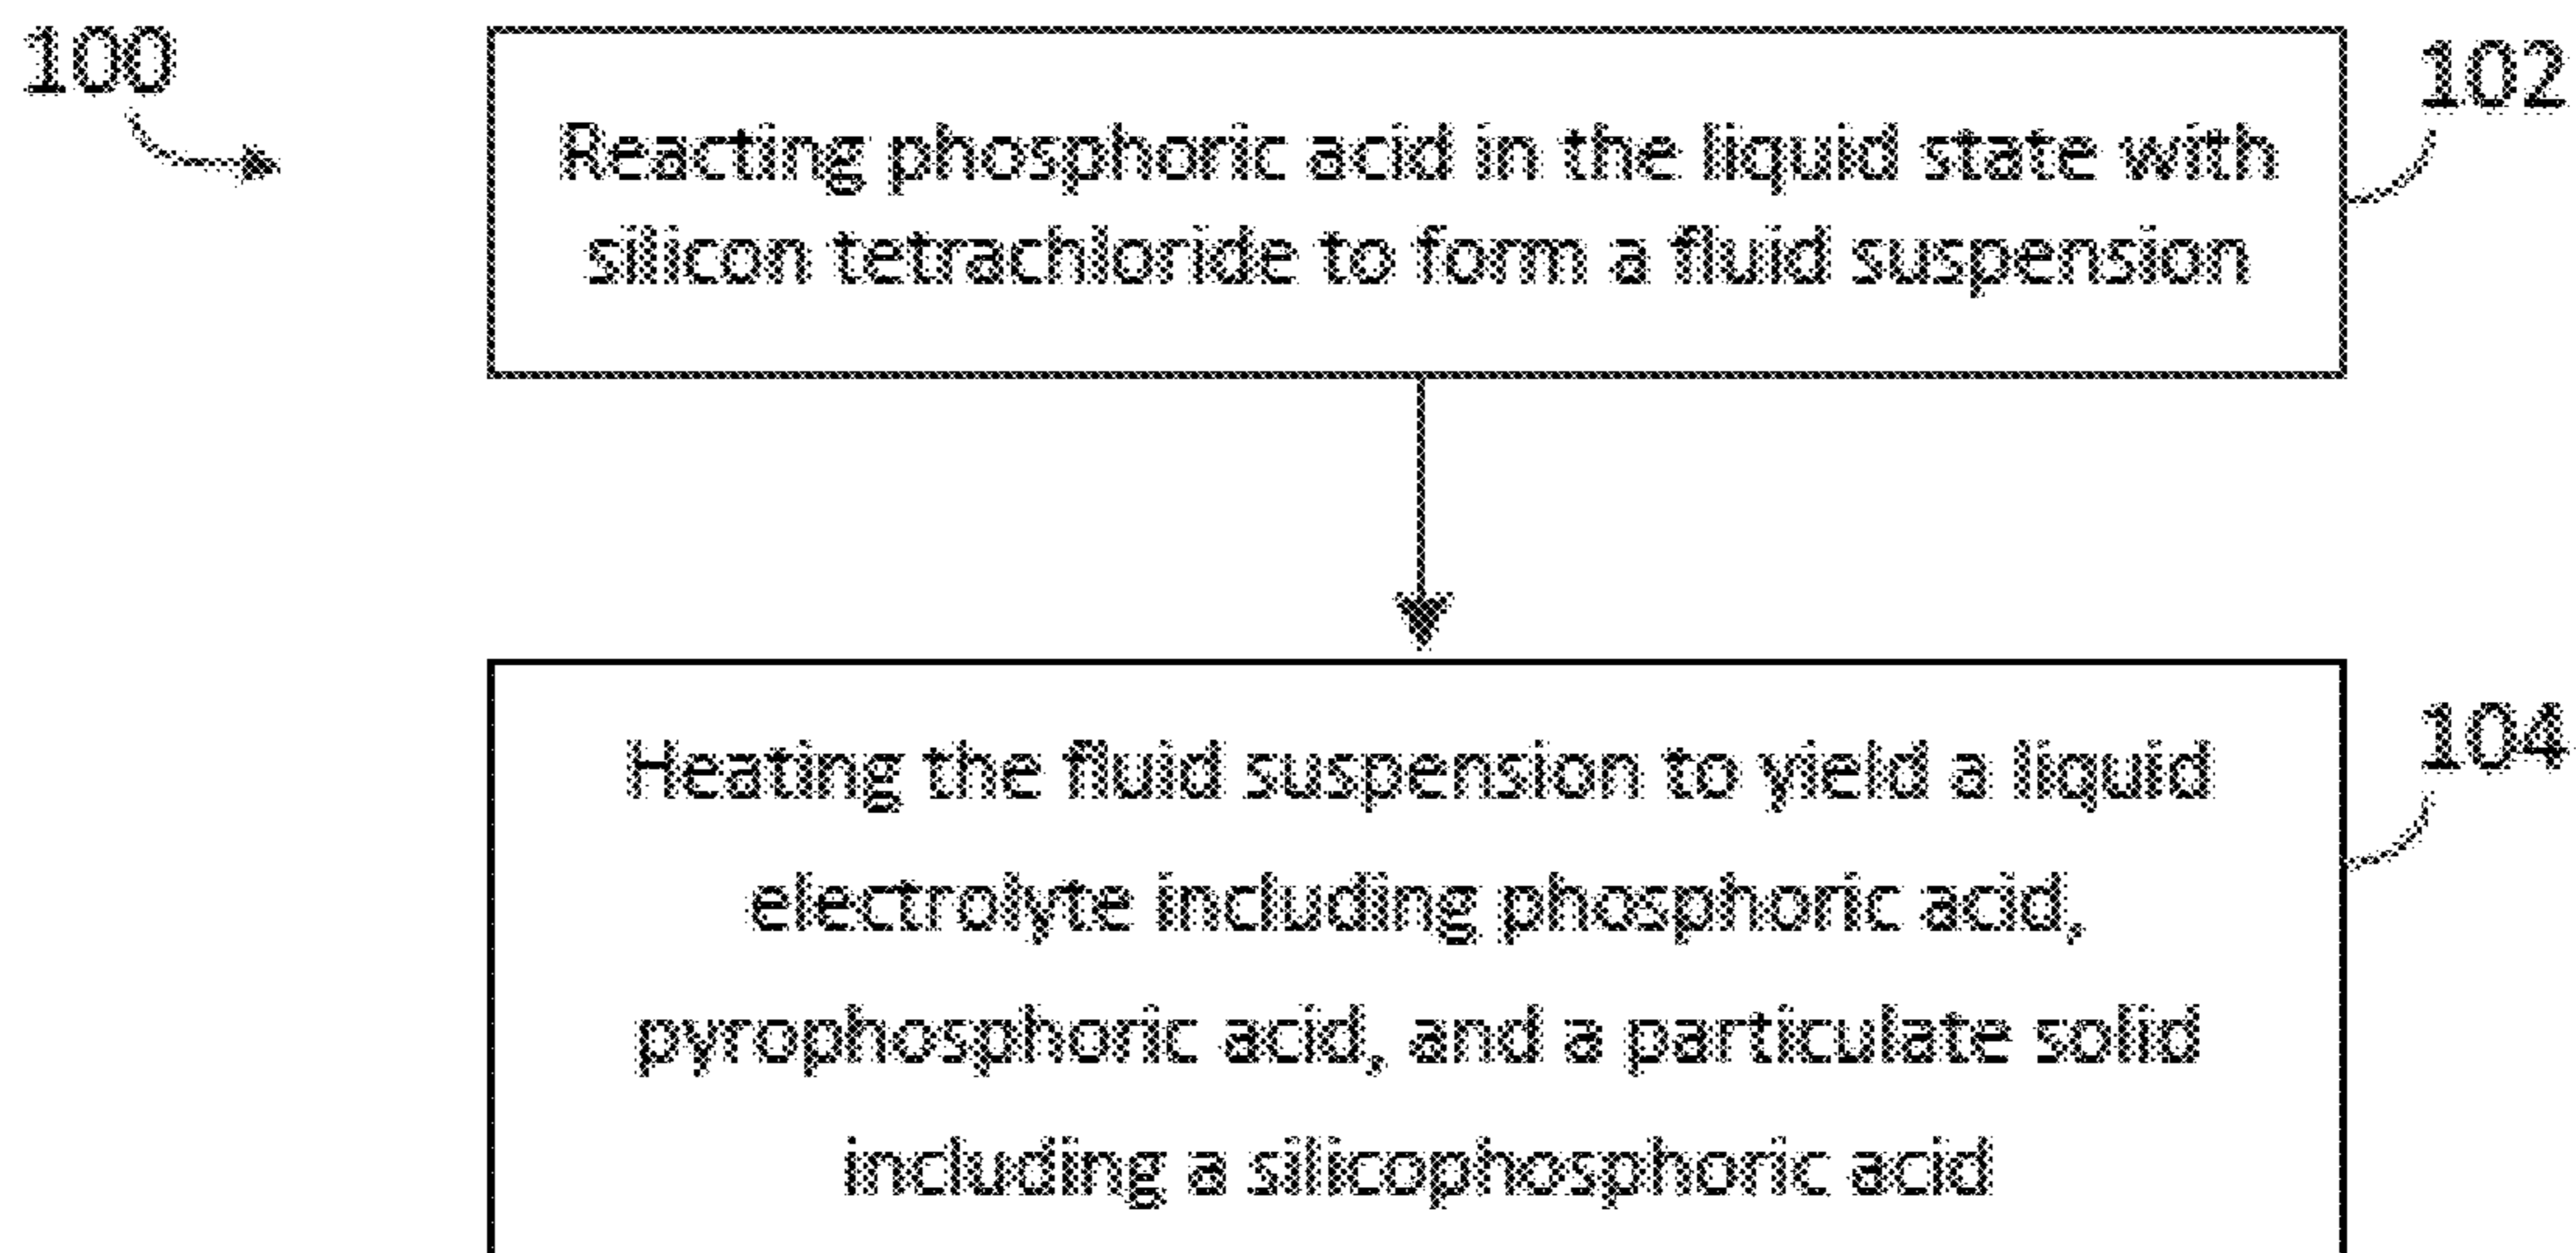 100
102
Reacting phosphoric acid in the liquid state with
silicon tetrachloride to form a fluid suspension
104
Heating the fluid suspension to yield a liquid
electrolyte including phosphoric acid,
pyrophosphoric acid, and a particulate solid
including a silicophosphoric acid